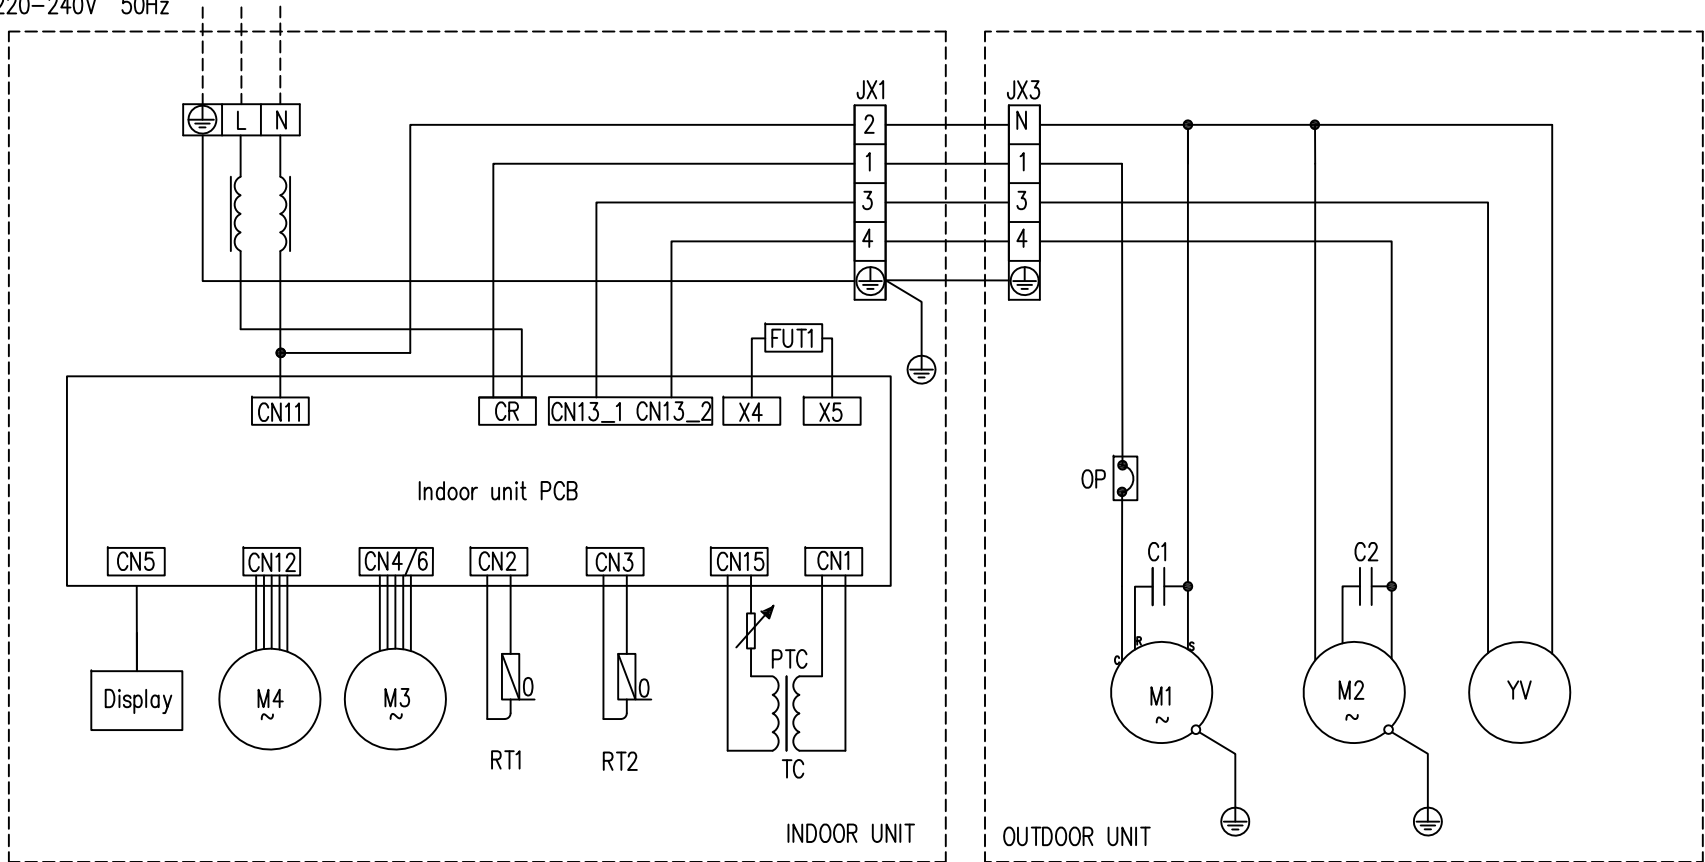 220-240V 50Hz
JX1 JX3
L N
2 N
1 1
3 3
4 4
FUT1
CN11 CR CN13_1 CN13_2 X4 X5
OP
Indoor unit PCB
CN5 CN12 CN4/6 CN2 CN3 CN15 CN1
C1 C2
R
S
C
PTC
Display M4 M3 0 0 M1 M2 YV
~ ~ ~ ~
RT1 RT2 TC
INDOOR UNIT OUTDOOR UNIT